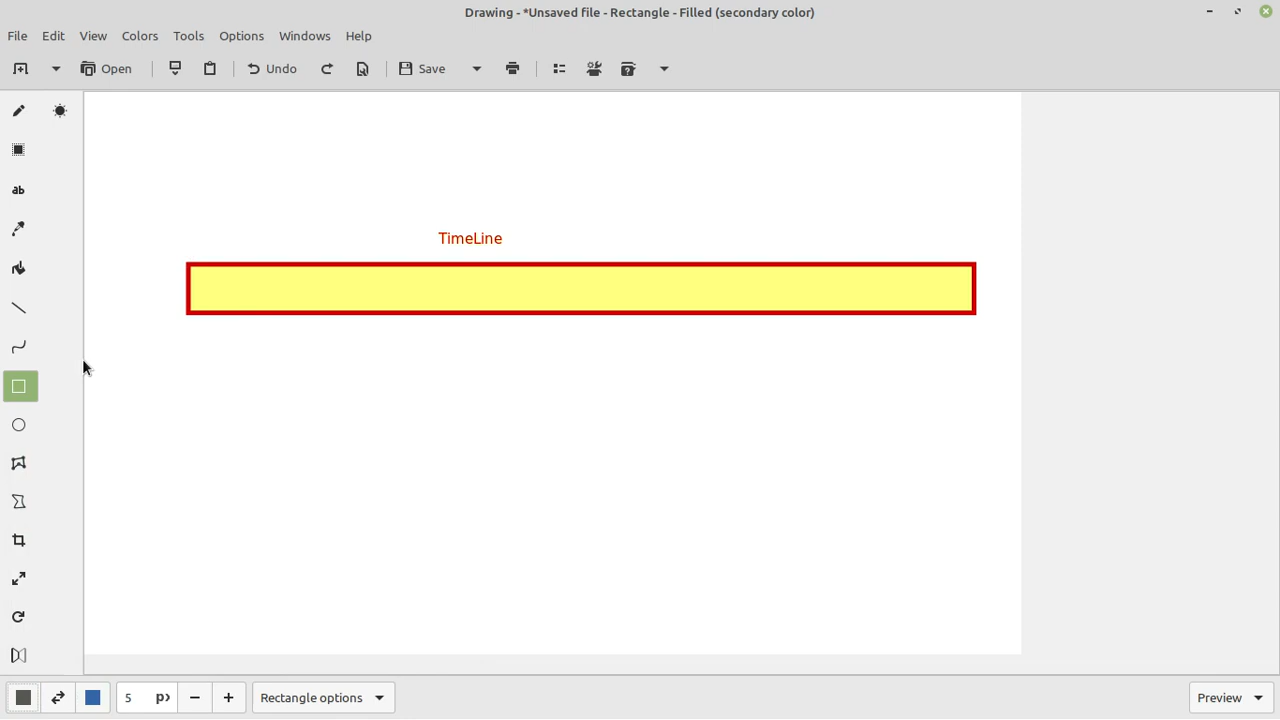 Drawing - *Unsaved file - Rectangle - Filled (secondary color)
File Edit View Colors Tools Options Windows Help
Open Undo Save
ab
TimeLine
5 px Rectangle options Preview